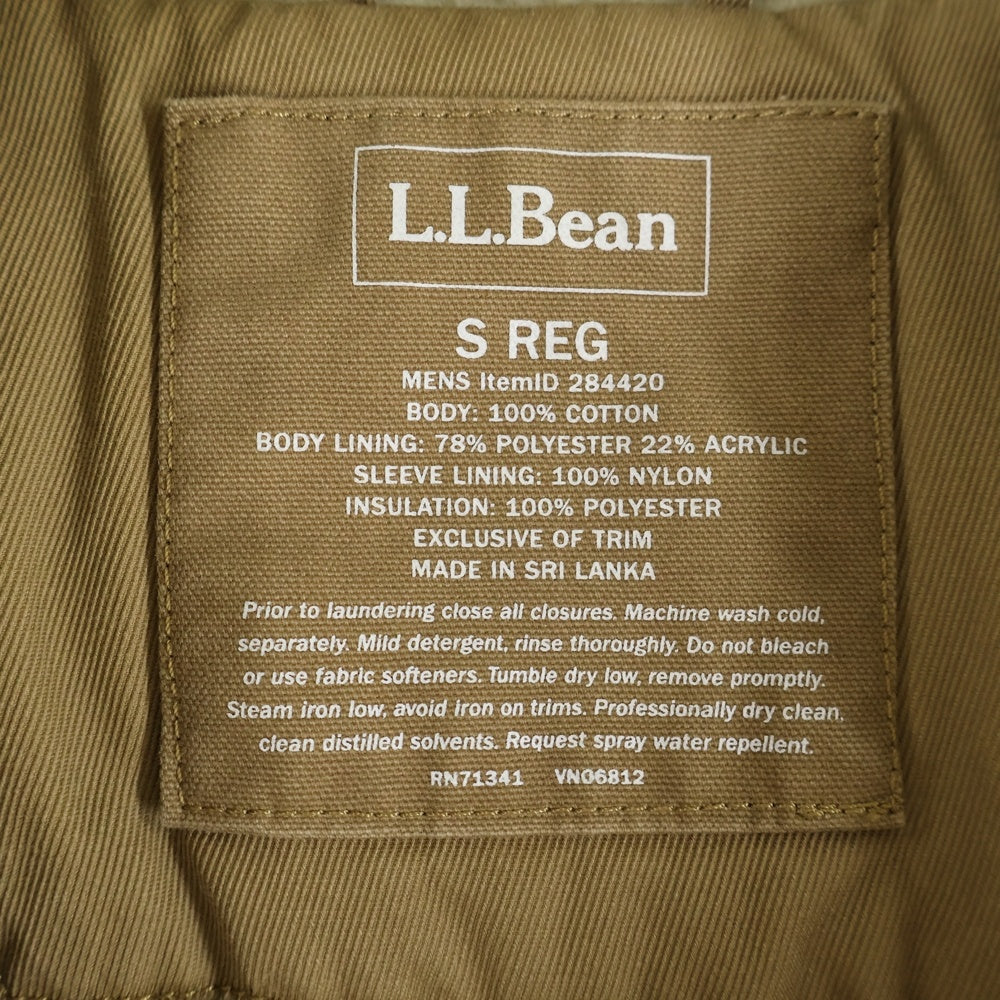 L.L.Bean
S REG
MENS ItemID 284420
BODY: 100% COTTON
BODY LINING: 78% POLYESTER 22% ACRYLIC
SLEEVE LINING: 100% NYLON
INSULATION: 100% POLYESTER
EXCLUSIVE OF TRIM
MADE IN SRI LANKA
Prior to laundering close all closures. Machine wash cold,
separately. Mild detergent, rinse thoroughly. Do not bleach
or use fabric softeners. Tumble dry low, remove promptly.
Steam iron low, avoid iron on trims. Professionally dry clean,
clean distilled solvents. Request spray water repellent.
RN71341 VN06812